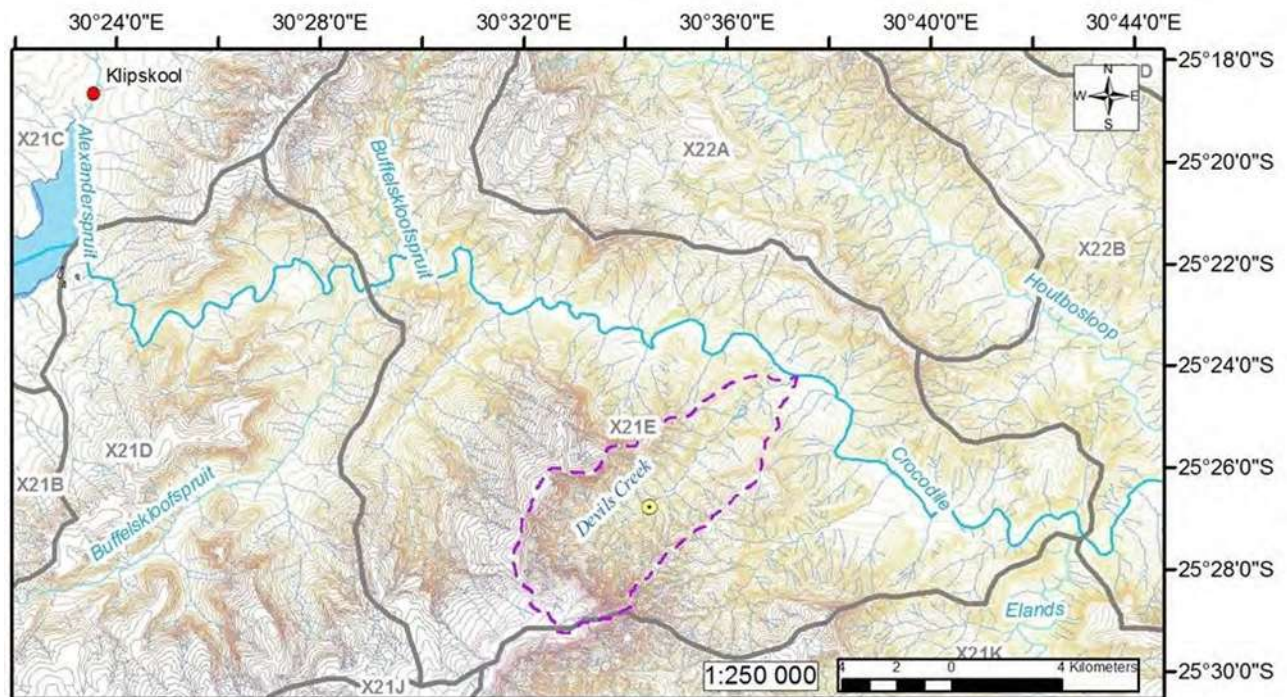 30°24'0"E 30°28'0"E 30°32'0"E 30°36'0"E 30°40'0"E 30°44'0"E
25°18'0"S
N
W E
S
D
Klipskool
X21C
Alexanderspruit
Buffelskloofspruit
X22A
25°20'0"S
X22B
25°22'0"S
Houtbosloop
25°24'0"S
X21E
X21D
X21B
Buffelskloofspruit
Devils Creek
Crocodile
25°26'0"S
25°28'0"S
Elands
X21K
X21J
1:250 000
4 2 0 4 Kilometers
25°30'0"S